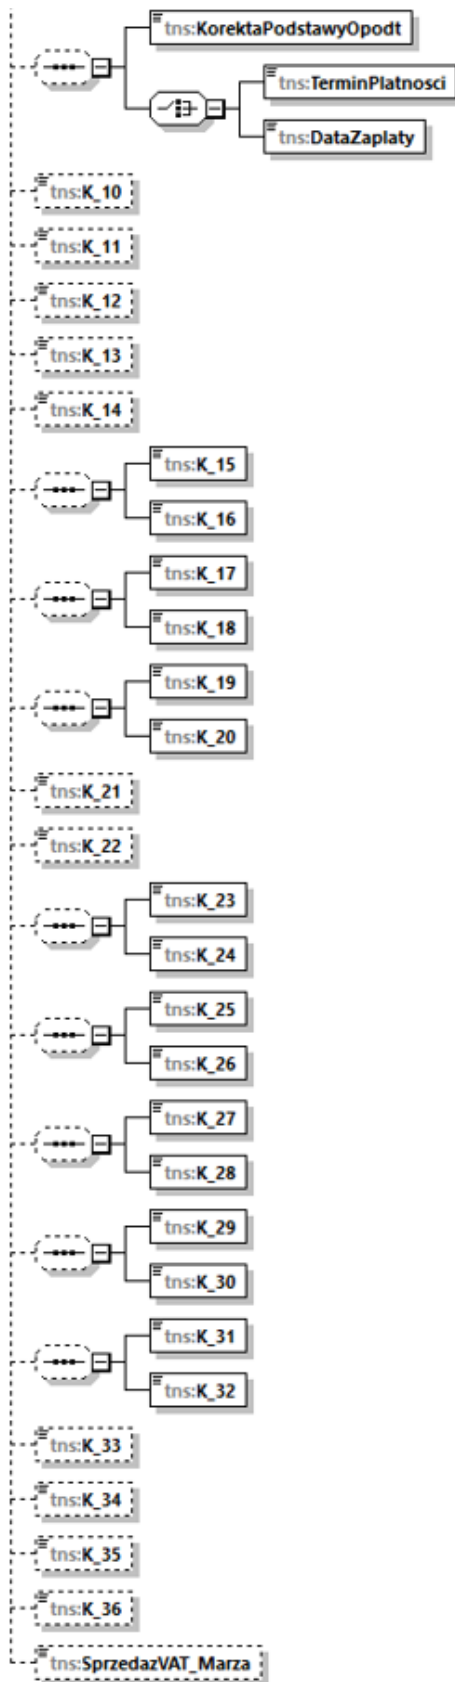 tns:KorektaPodstawyOpodt
tns:TerminPlatnosci
tns:DataZaplaty
tns:K_10
tns:K_11
tns:K_12
tns:K_13
tns:K_14
tns:K_15
tns:K_16
tns:K_17
tns:K_18
tns:K_19
tns:K_20
tns:K_21
tns:K_22
tns:K_23
tns:K_24
tns:K_25
tns:K_26
tns:K_27
tns:K_28
tns:K_29
tns:K_30
tns:K_31
tns:K_32
tns:K_33
tns:K_34
tns:K_35
tns:K_36
tns:SprzedazVAT_Marza